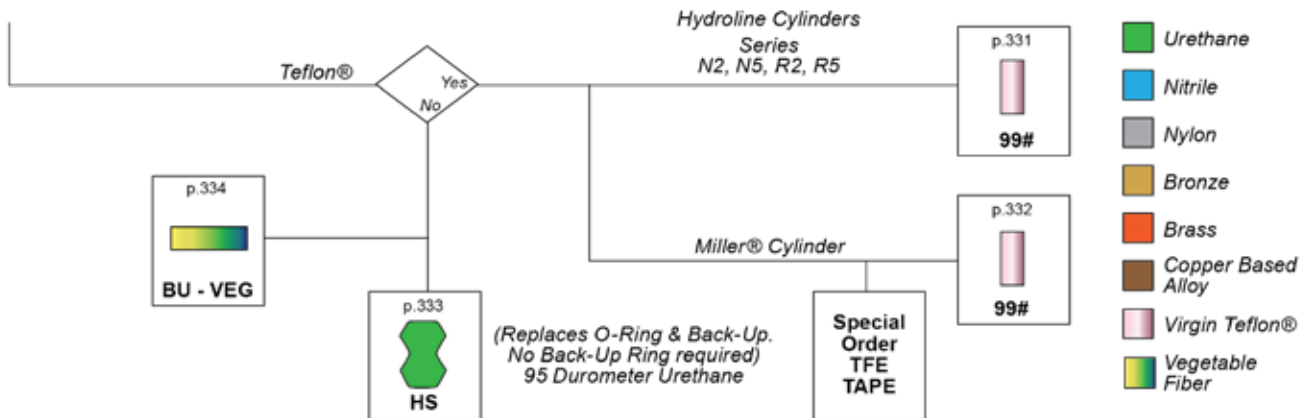 Teflon®
Yes
No
Hydroline Cylinders
Series
N2, N5, R2, R5
p.331
99#
p.334
BU - VEG
p.333
HS
(Replaces O-Ring & Back-Up.
No Back-Up Ring required)
95 Durometer Urethane
Miller® Cylinder
p.332
99#
Special
Order
TFE
TAPE
Urethane
Nitrile
Nylon
Bronze
Brass
Copper Based
Alloy
Virgin Teflon®
Vegetable
Fiber